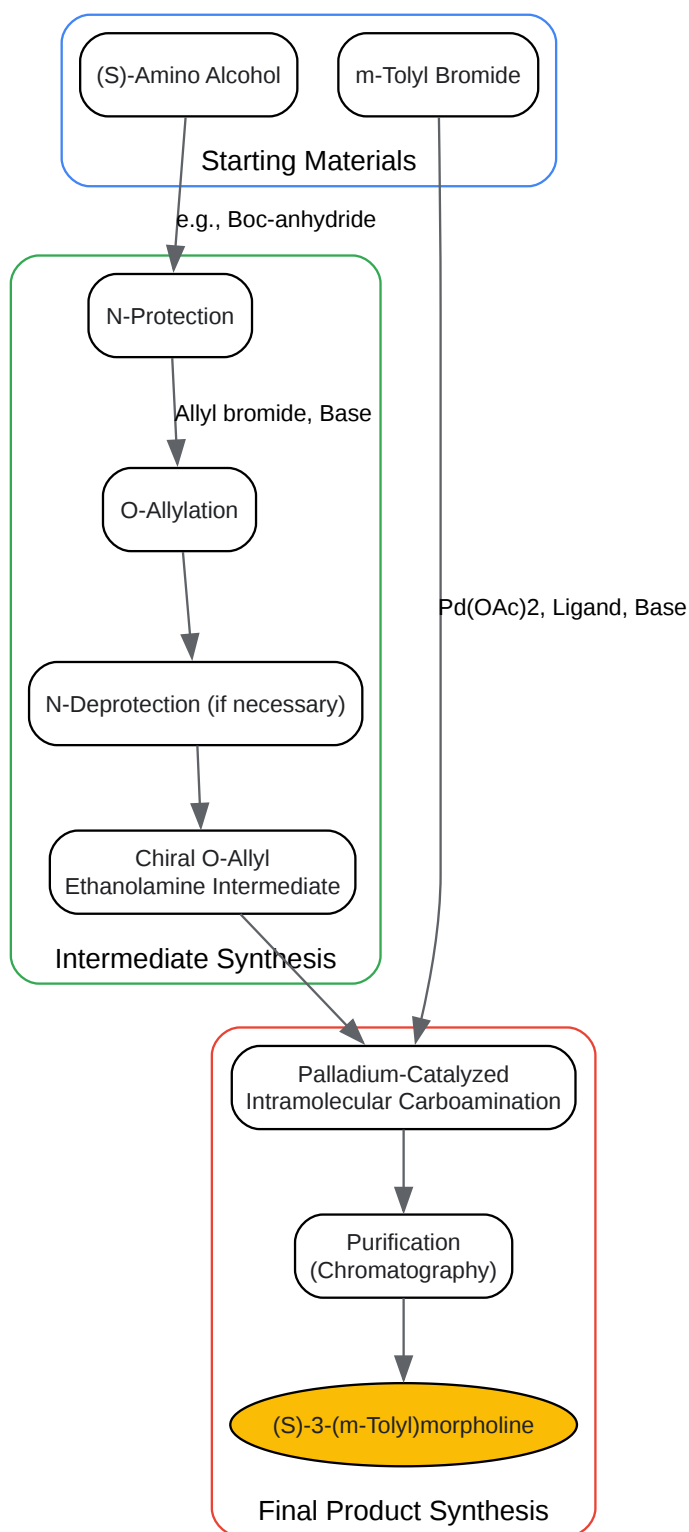 (S)-Amino Alcohol
m-Tolyl Bromide
Starting Materials
e.g., Boc-anhydride
N-Protection
Allyl bromide, Base
O-Allylation
Pd(OAc)2, Ligand, Base
N-Deprotection (if necessary)
Chiral O-Allyl
Ethanolamine Intermediate
Intermediate Synthesis
Palladium-Catalyzed
Intramolecular Carboamination
Purification
(Chromatography)
(S)-3-(m-Tolyl)morpholine
Final Product Synthesis